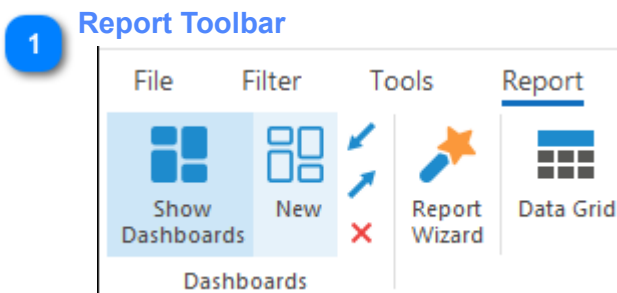 1
Report Toolbar
File Filter Tools Report
Show Dashboards
New
Report Wizard
Data Grid
Dashboards